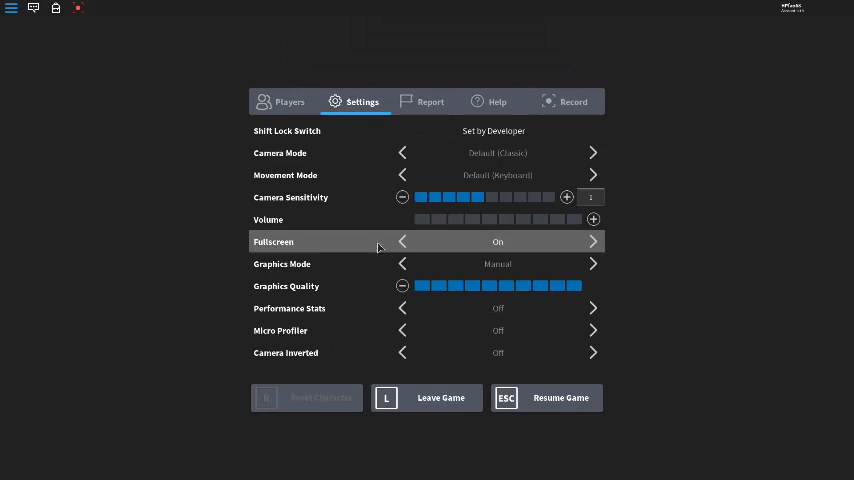 Players Settings Report Help Record
Shift Lock Switch Set by Developer
Camera Mode Default (Classic)
Movement Mode Default (Keyboard)
Camera Sensitivity 1
Volume
Fullscreen On
Graphics Mode Manual
Graphics Quality
Performance Stats Off
Micro Profiler Off
Camera Inverted Off
R Reset Character L Leave Game ESC Resume Game